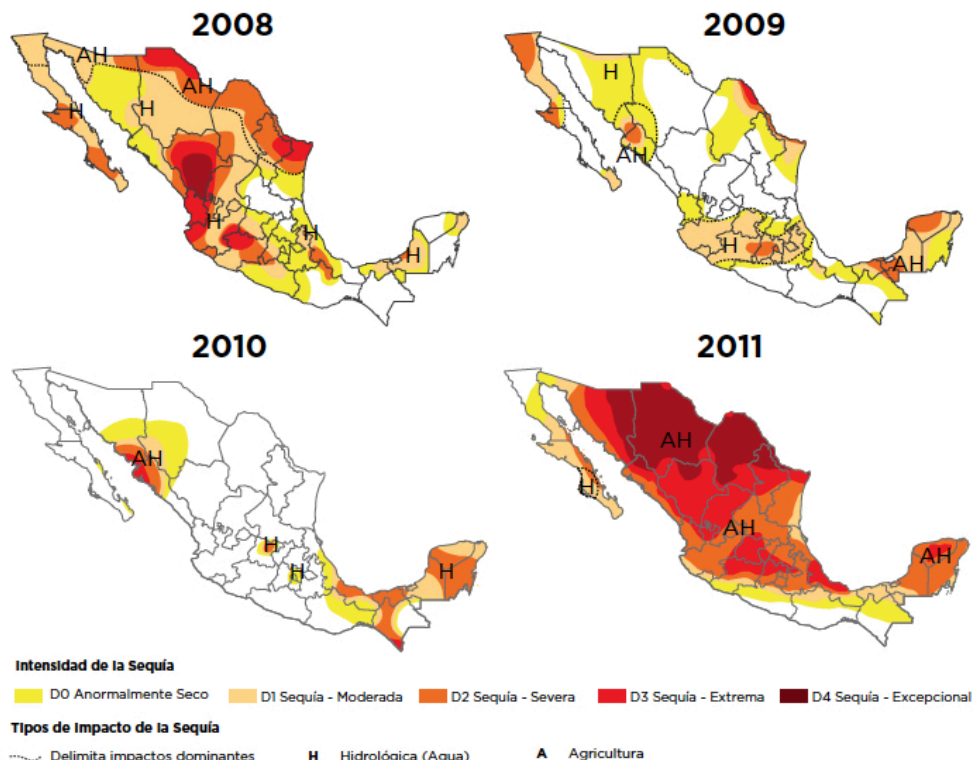 2008
2009
AH
AH
H
H
H
H
H
H
AH
H
AH
2010
2011
AH
H
H
H
AH
H
AH
AH
Intensidad de la Sequía
D0 Anormalmente Seco
D1 Sequía - Moderada
D2 Sequía - Severa
D3 Sequía - Extrema
D4 Sequía - Excepcional
Tipos de Impacto de la Sequía
Delimita impactos dominantes
H Hidrológica (Agua)
A Agricultura